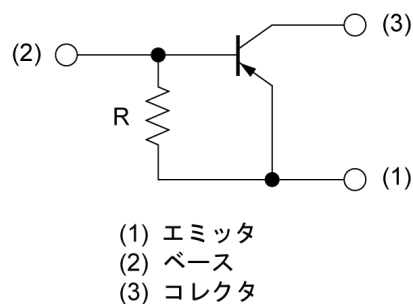 (3)
(2)
R
(1)
(1) エミッタ
(2) ベース
(3) コレクタ